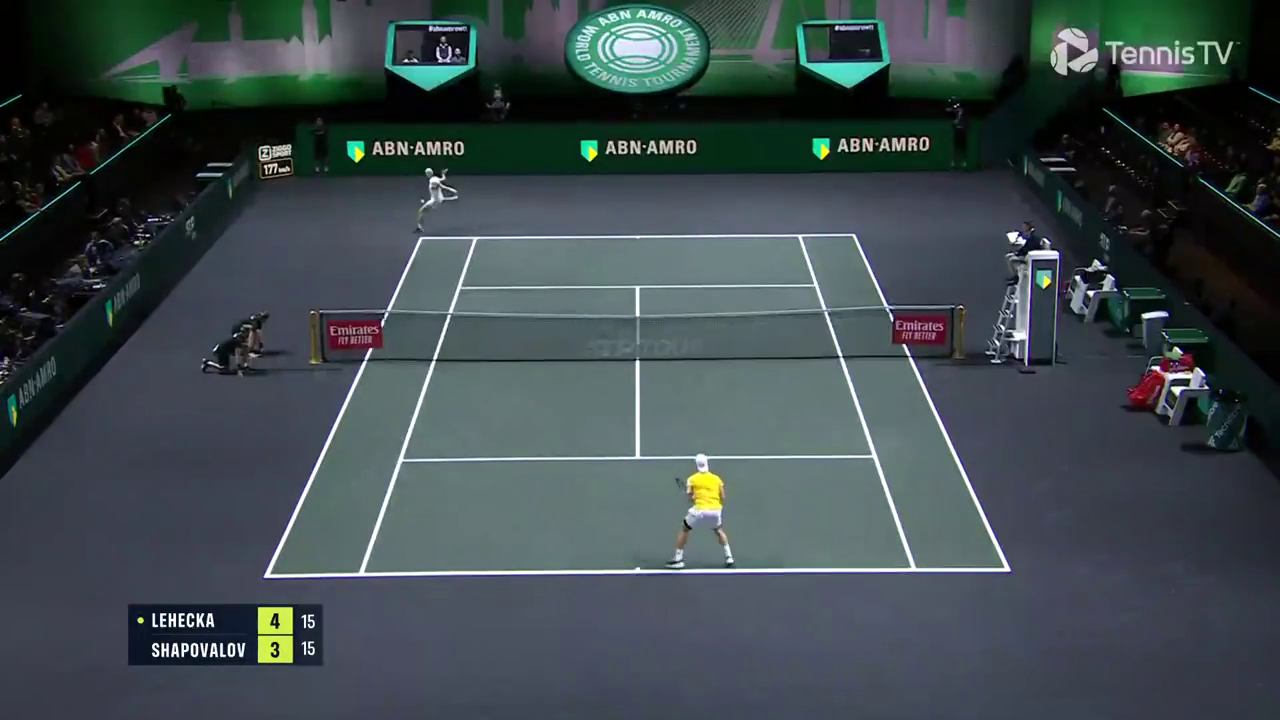 WORLD ABN AMRO TENNIS TOURNAMENT
TennisTV
ABN·AMRO
ABN·AMRO
ABN·AMRO
177
Emirates
FLY BETTER
Emirates
FLY BETTER
ABN·AMRO
LEHECKA 4 15
SHAPOVALOV 3 15